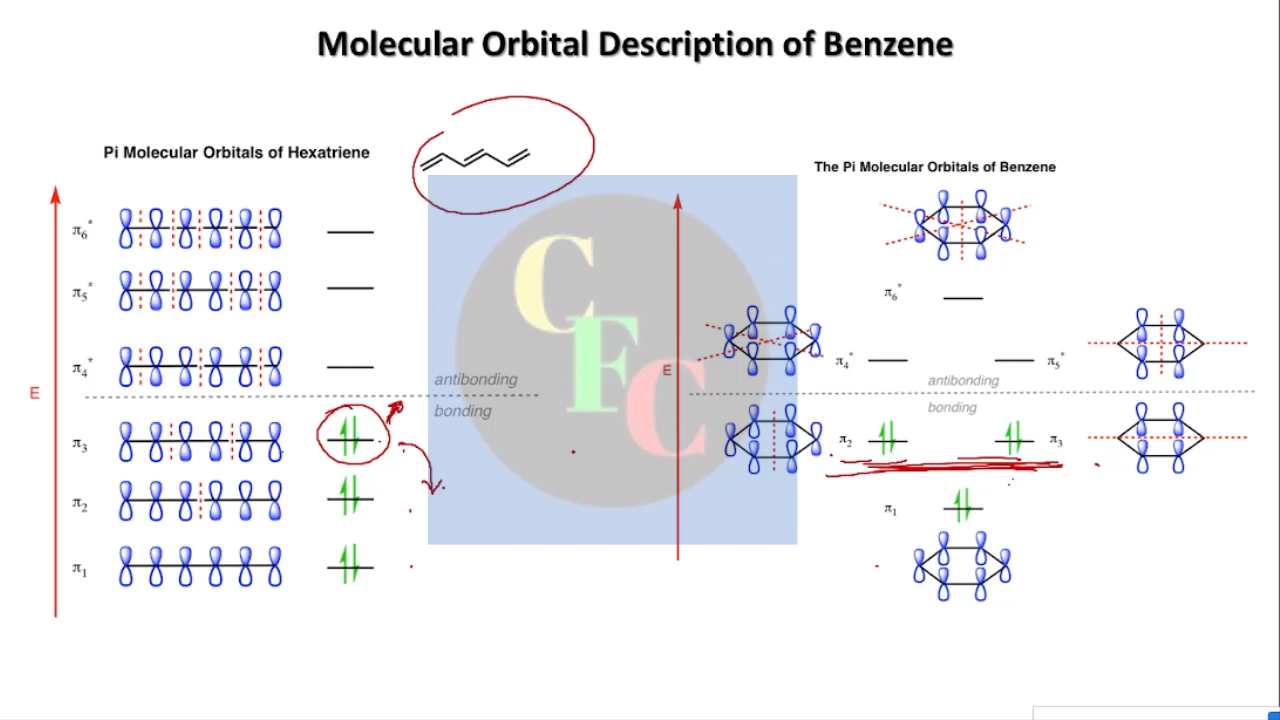 Molecular Orbital Description of Benzene
Pi Molecular Orbitals of Hexatriene
E
π6*
π5*
π4*
π3
π2
π1
antibonding
bonding
CFC
The Pi Molecular Orbitals of Benzene
E
π6*
π4*
π5*
antibonding
bonding
π2
π3
π1